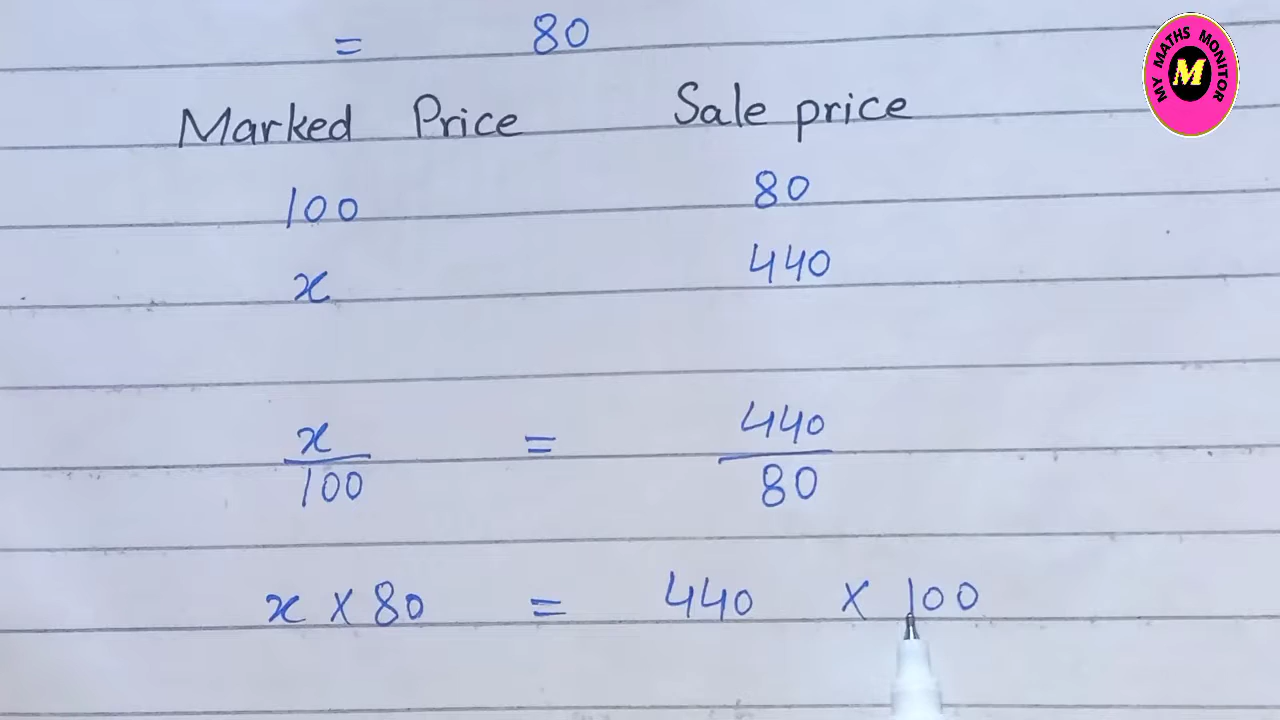 = 80
Marked Price Sale price
100 80
x 440
x/100 = 440/80
x × 80 = 440 × 100
MY MATHS MONITOR
M